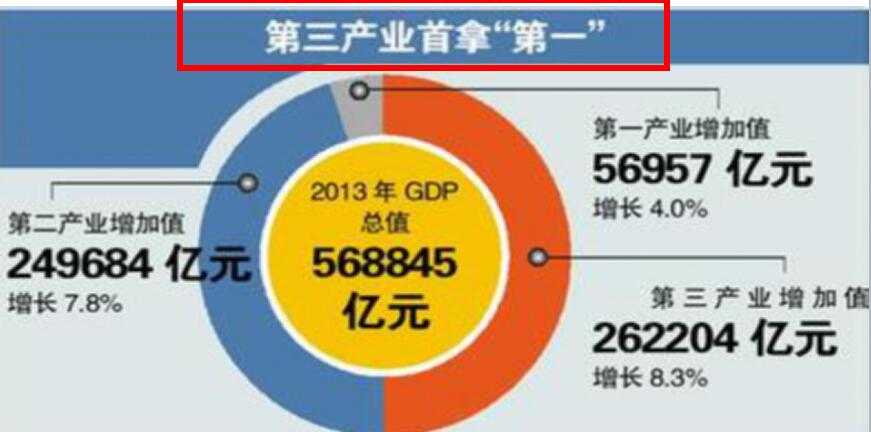 第三产业首拿“第一”
第一产业增加值
56957 亿元
增长 4.0%
2013 年 GDP
总值
568845
亿元
第二产业增加值
249684 亿元
增长 7.8%
第三产业增加值
262204 亿元
增长 8.3%